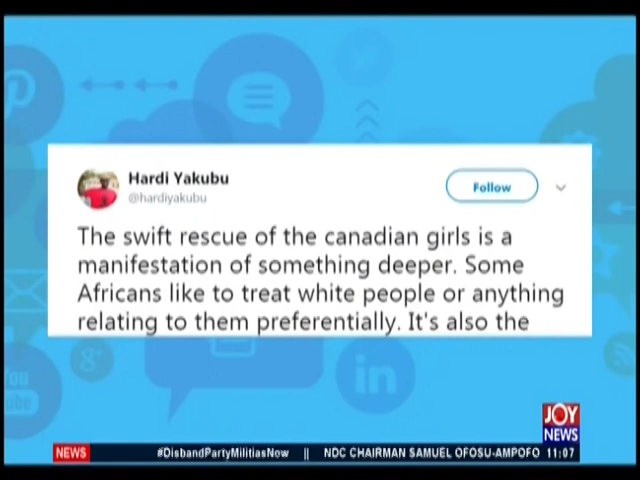 Hardi Yakubu
@hardiyakubu
Follow
The swift rescue of the canadian girls is a
manifestation of something deeper. Some
Africans like to treat white people or anything
relating to them preferentially. It's also the
in
g+
You
JOY
NEWS
NEWS #DisbandPartyMilitiasNow || NDC CHAIRMAN SAMUEL OFOSU-AMPOFO 11:07